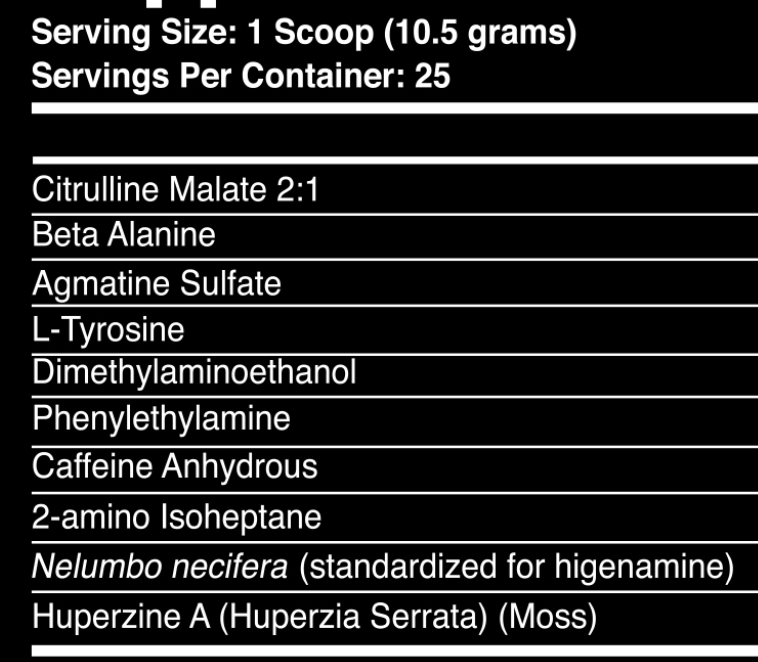 Serving Size: 1 Scoop (10.5 grams)
Servings Per Container: 25
Citrulline Malate 2:1
Beta Alanine
Agmatine Sulfate
L-Tyrosine
Dimethylaminoethanol
Phenylethylamine
Caffeine Anhydrous
2-amino Isoheptane
Nelumbo necifera (standardized for higenamine)
Huperzine A (Huperzia Serrata) (Moss)